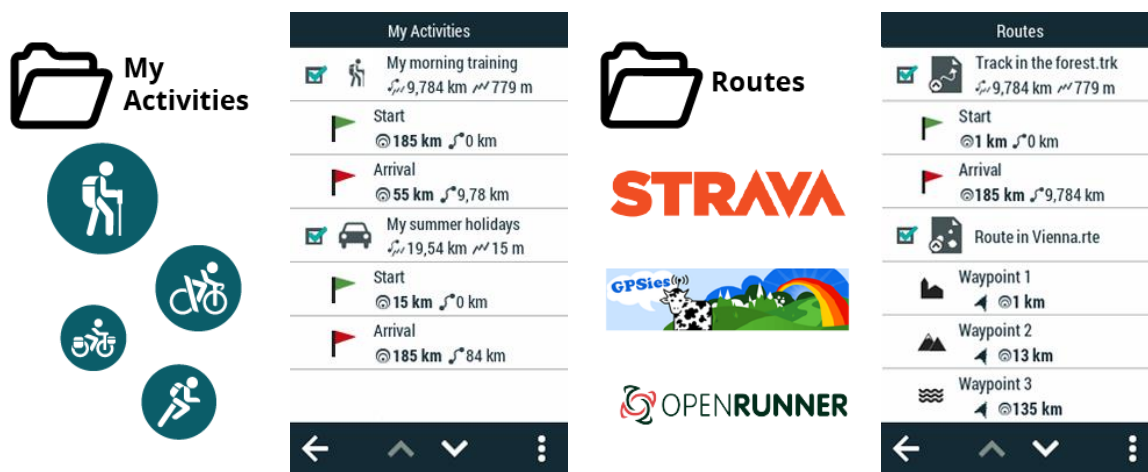 My
Activities
My Activities
My morning training
9,784 km 779 m
Start
185 km 0 km
Arrival
55 km 9,78 km
My summer holidays
19,54 km 15 m
Start
15 km 0 km
Arrival
185 km 84 km
Routes
STRAVA
GPSies
OPENRUNNER
Routes
Track in the forest.trk
9,784 km 779 m
Start
1 km 0 km
Arrival
185 km 9,784 km
Route in Vienna.rte
Waypoint 1
1 km
Waypoint 2
13 km
Waypoint 3
135 km